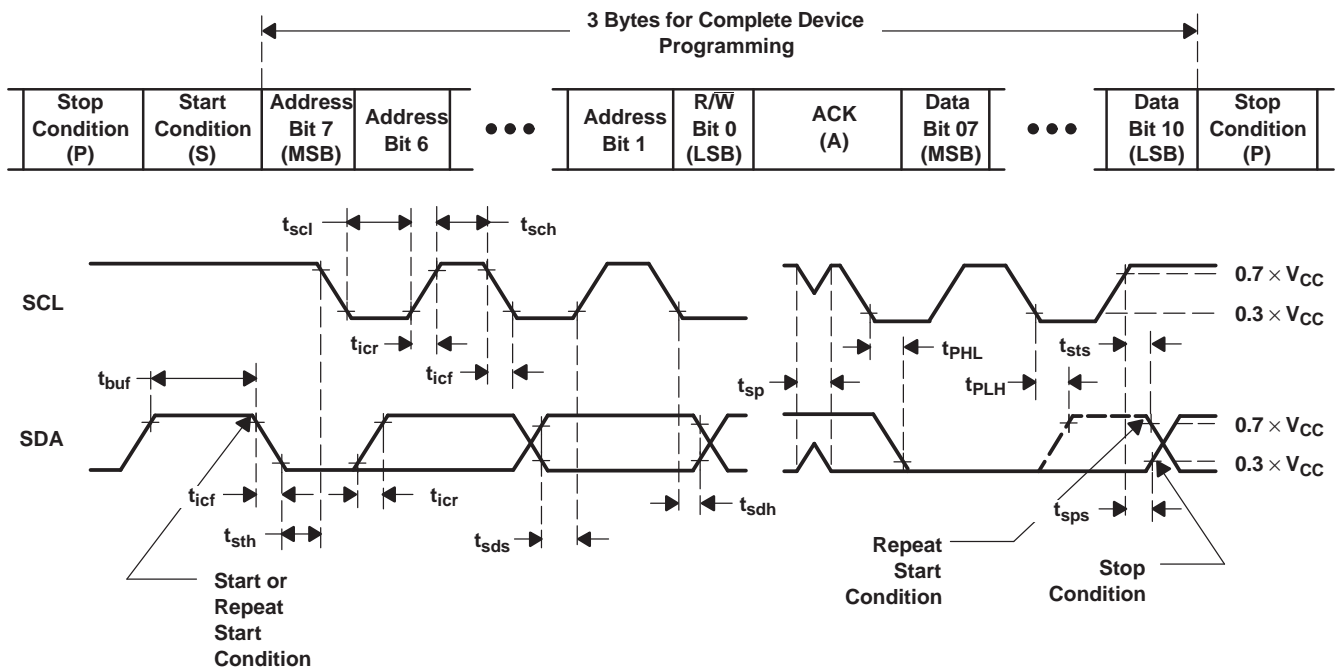 3 Bytes for Complete Device
Programming
Stop
Condition
(P)
Start
Condition
(S)
Address
Bit 7
(MSB)
Address
Bit 6
•••
Address
Bit 1
R/W̅
Bit 0
(LSB)
ACK
(A)
Data
Bit 07
(MSB)
•••
Data
Bit 10
(LSB)
Stop
Condition
(P)
tscl
tsch
SCL
0.7 × VCC
0.3 × VCC
ticr
ticf
tPHL
tsts
tbuf
tsp
tPLH
SDA
0.7 × VCC
0.3 × VCC
ticf
ticr
tsth
tsds
tsdh
tsps
Start or
Repeat
Start
Condition
Repeat
Start
Condition
Stop
Condition